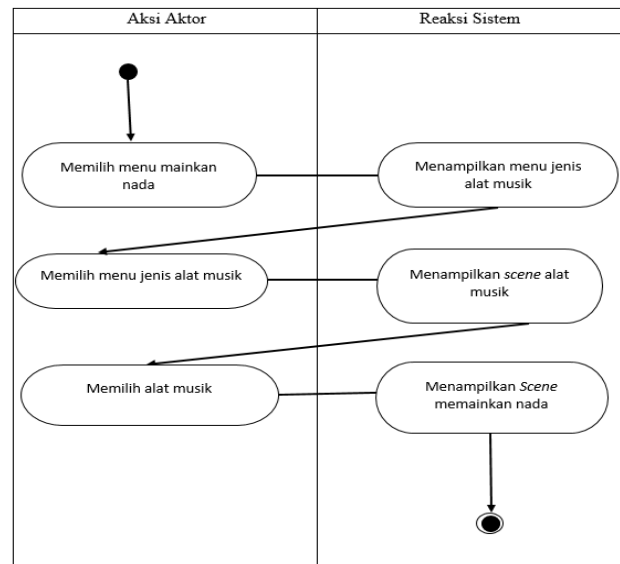 Aksi Aktor
Reaksi Sistem
Memilih menu mainkan
nada
Menampilkan menu jenis
alat musik
Memilih menu jenis alat musik
Menampilkan scene alat
musik
Memilih alat musik
Menampilkan Scene
memainkan nada